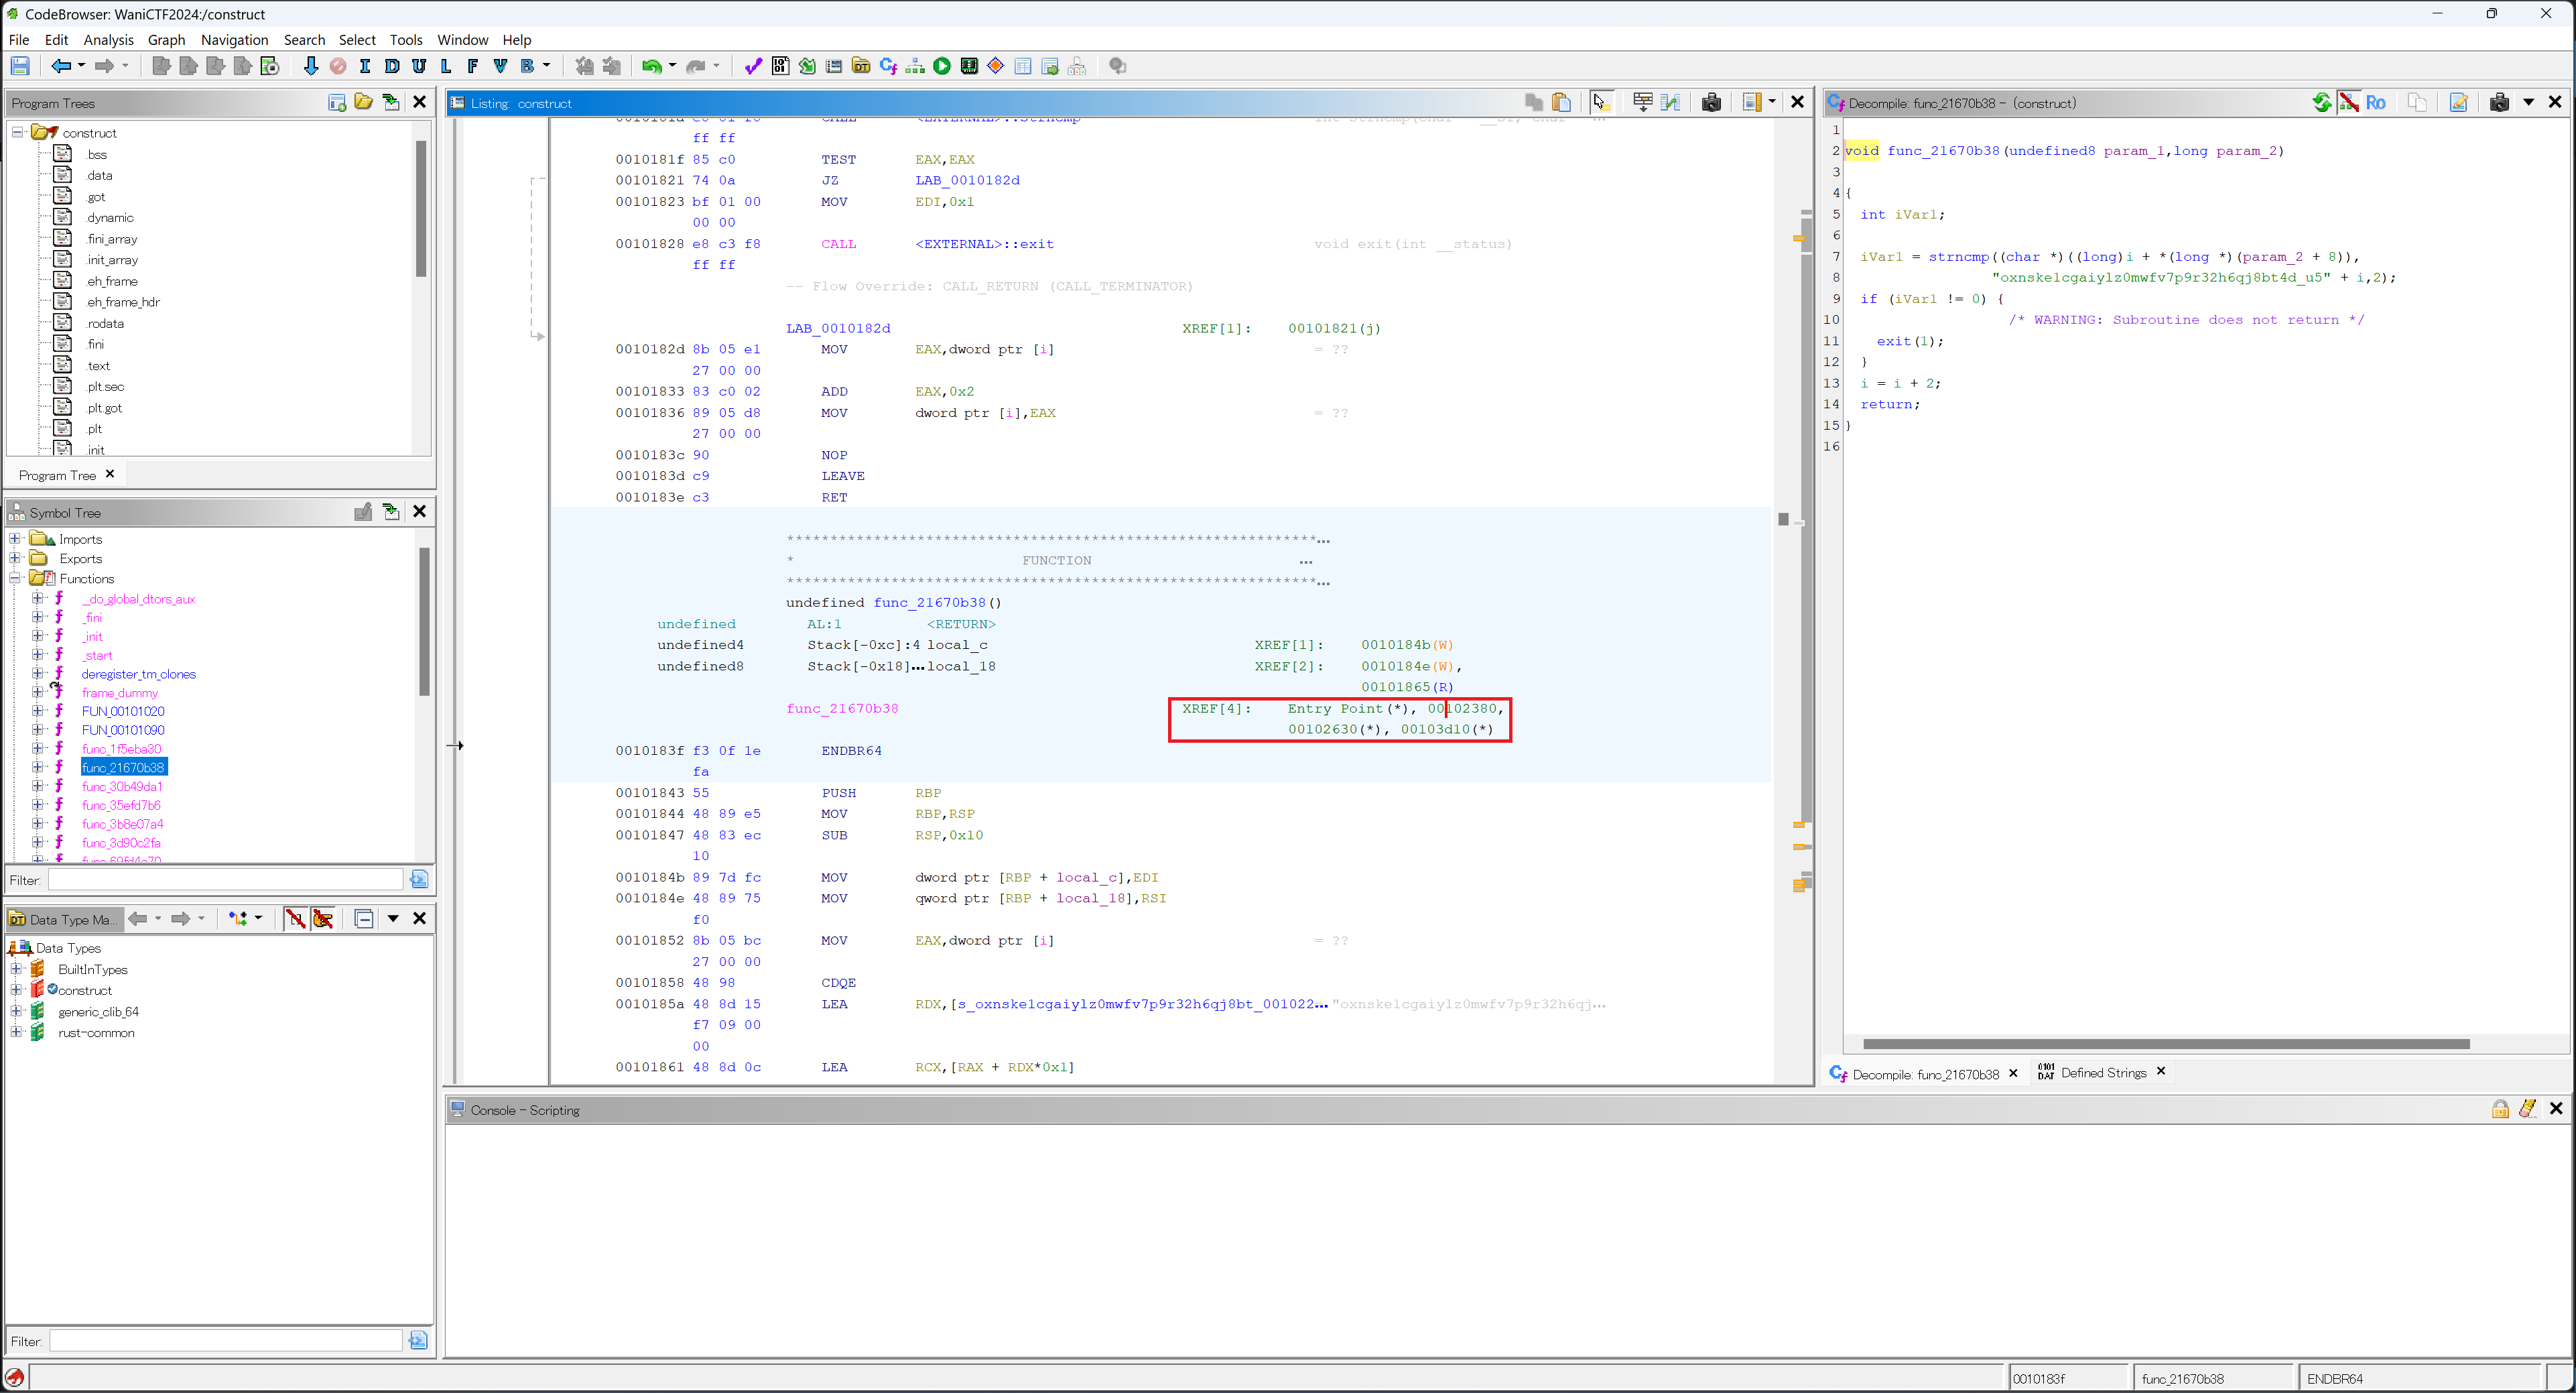 CodeBrowser: WaniCTF2024:/construct
File Edit Analysis Graph Navigation Search Select Tools Window Help
Program Trees
construct
.bss
.data
.got
.dynamic
.fini_array
.init_array
.eh_frame
.eh_frame_hdr
.rodata
.fini
.text
.plt.sec
.plt.got
.plt
.init
Program Tree
Symbol Tree
Imports
Exports
Functions
__do_global_dtors_aux
_fini
_init
_start
deregister_tm_clones
frame_dummy
FUN_00101020
FUN_00101090
func_1f5eba30
func_21670b38
func_30b49da1
func_35efd7b6
func_3b8e07a4
func_3d90c2fa
Filter:
Data Type Ma...
Data Types
BuiltInTypes
construct
generic_clib_64
rust-common
Filter:
Listing: construct
ff ff
0010181f 85 c0 TEST EAX,EAX
00101821 74 0a JZ LAB_0010182d
00101823 bf 01 00 MOV EDI,0x1
00 00
00101828 e8 c3 f8 CALL <EXTERNAL>::exit void exit(int __status)
ff ff
-- Flow Override: CALL_RETURN (CALL_TERMINATOR)
LAB_0010182d XREF[1]: 00101821(j)
0010182d 8b 05 e1 MOV EAX,dword ptr [i] = ??
27 00 00
00101833 83 c0 02 ADD EAX,0x2
00101836 89 05 d8 MOV dword ptr [i],EAX = ??
27 00 00
0010183c 90 NOP
0010183d c9 LEAVE
0010183e c3 RET
**************************************************************...
* FUNCTION ...
**************************************************************...
undefined func_21670b38()
undefined AL:1 <RETURN>
undefined4 Stack[-0xc]:4 local_c XREF[1]: 0010184b(W)
undefined8 Stack[-0x18]...local_18 XREF[2]: 0010184e(W),
00101865(R)
func_21670b38 XREF[4]: Entry Point(*), 00102380,
00102630(*), 00103d10(*)
0010183f f3 0f 1e ENDBR64
fa
00101843 55 PUSH RBP
00101844 48 89 e5 MOV RBP,RSP
00101847 48 83 ec SUB RSP,0x10
10
0010184b 89 7d fc MOV dword ptr [RBP + local_c],EDI
0010184e 48 89 75 MOV qword ptr [RBP + local_18],RSI
f0
00101852 8b 05 bc MOV EAX,dword ptr [i] = ??
27 00 00
00101858 48 98 CDQE
0010185a 48 8d 15 LEA RDX,[s_oxnske1cgaiylz0mwfv7p9r32h6qj8bt_001022... "oxnske1cgaiylz0mwfv7p9r32h6qj...
f7 09 00
00
00101861 48 8d 0c LEA RCX,[RAX + RDX*0x1]
Decompile: func_21670b38 - (construct)
1
2 void func_21670b38(undefined8 param_1,long param_2)
3
4 {
5 int iVar1;
6
7 iVar1 = strncmp((char *)((long)i + *(long *)(param_2 + 8)),
8 "oxnske1cgaiylz0mwfv7p9r32h6qj8bt4d_u5" + i,2);
9 if (iVar1 != 0) {
10 /* WARNING: Subroutine does not return */
11 exit(1);
12 }
13 i = i + 2;
14 return;
15 }
16
Decompile: func_21670b38
Defined Strings
Console - Scripting
0010183f func_21670b38 ENDBR64